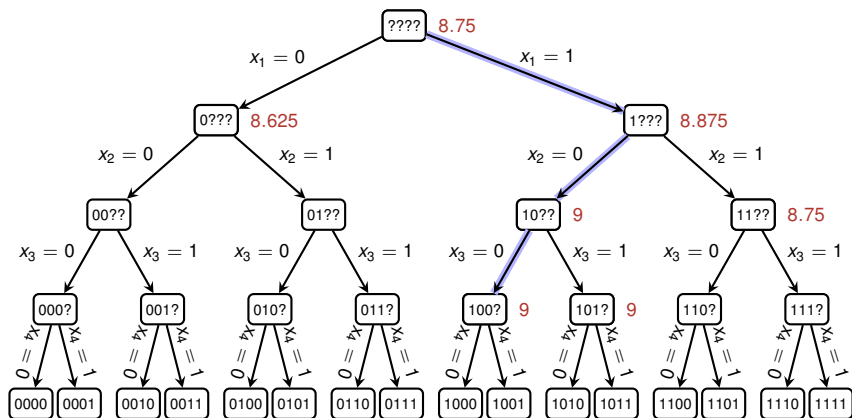 ???? 8.75
x₁ = 0 x₁ = 1
0??? 8.625 1??? 8.875
x₂ = 0 x₂ = 1 x₂ = 0 x₂ = 1
00?? 01?? 10?? 9 11?? 8.75
x₃ = 0 x₃ = 1 x₃ = 0 x₃ = 1 x₃ = 0 x₃ = 1 x₃ = 0 x₃ = 1
000? 001? 010? 011? 100? 9 101? 9 110? 111?
x₄ = 0 x₄ = 1 x₄ = 0 x₄ = 1 x₄ = 0 x₄ = 1 x₄ = 0 x₄ = 1 x₄ = 0 x₄ = 1 x₄ = 0 x₄ = 1 x₄ = 0 x₄ = 1 x₄ = 0 x₄ = 1
0000 0001 0010 0011 0100 0101 0110 0111 1000 1001 1010 1011 1100 1101 1110 1111